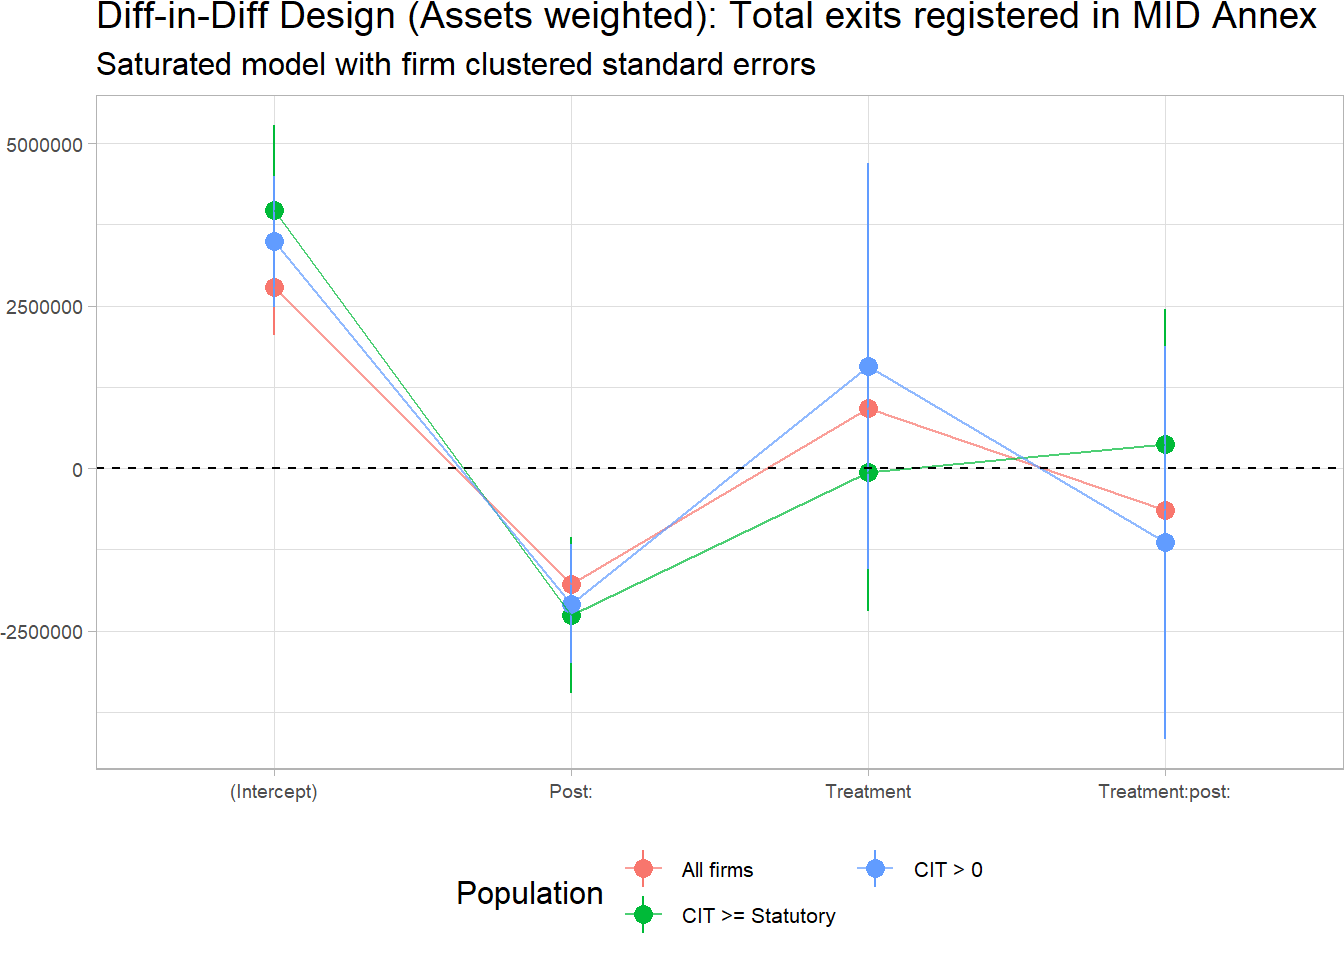 Diff-in-Diff Design (Assets weighted): Total exits registered in MID Annex
Saturated model with firm clustered standard errors
5000000
2500000
0
-2500000
(Intercept)
Post:
Treatment
Treatment:post:
Population
All firms
CIT > 0
CIT >= Statutory